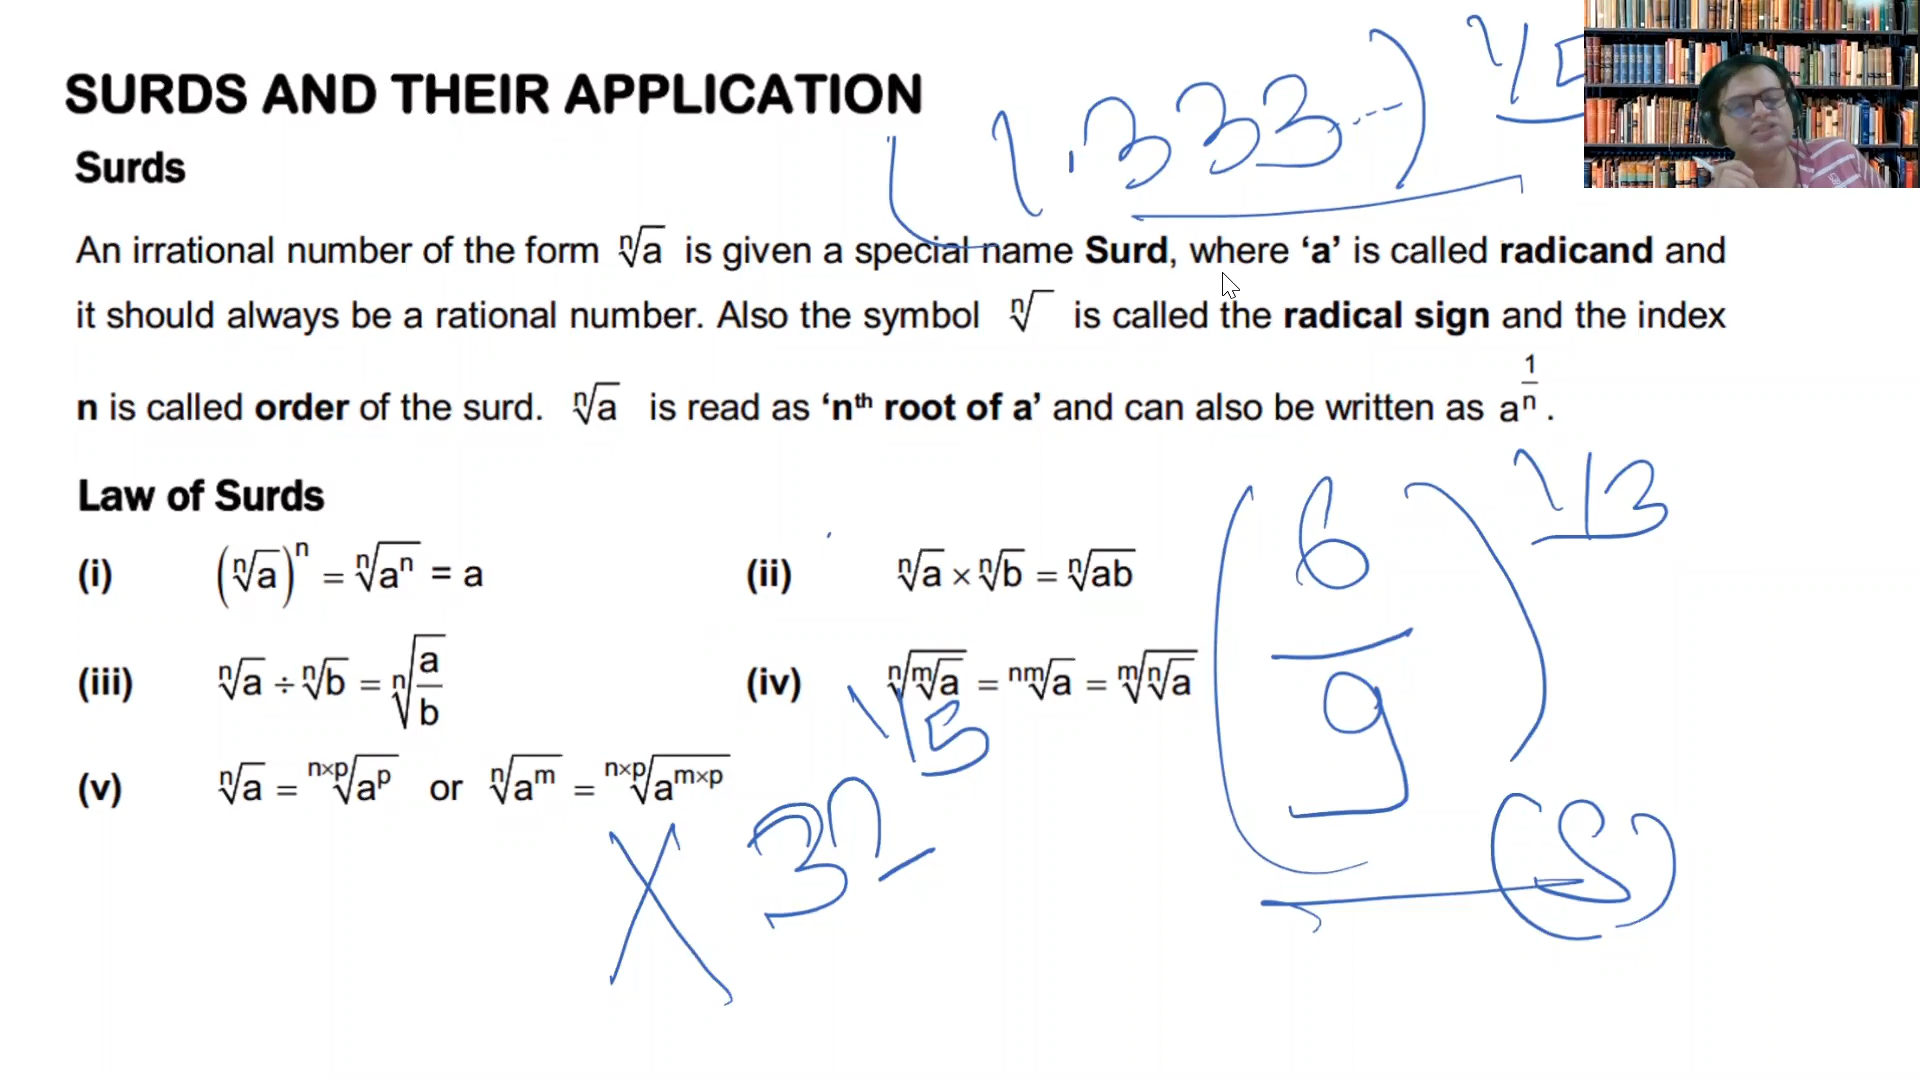 SURDS AND THEIR APPLICATION
(1.333...)^1/5
Surds
An irrational number of the form ⁿ√a is given a special name Surd, where ‘a’ is called radicand and
it should always be a rational number. Also the symbol ⁿ√ is called the radical sign and the index
n is called order of the surd. ⁿ√a is read as ‘nth root of a’ and can also be written as a^(1/n).
Law of Surds
(6/9)^1/3
(i) (ⁿ√a)ⁿ = ⁿ√aⁿ = a (ii) ⁿ√a × ⁿ√b = ⁿ√ab
(iii) ⁿ√a ÷ ⁿ√b = ⁿ√(a/b) (iv) ⁿ√ᵐ√a = ⁿᵐ√a = ᵐ√ⁿ√a
(v) ⁿ√a = ⁿˣᵖ√aᵖ or ⁿ√aᵐ = ⁿˣᵖ√aᵐˣᵖ
X 32^1/5
(S)